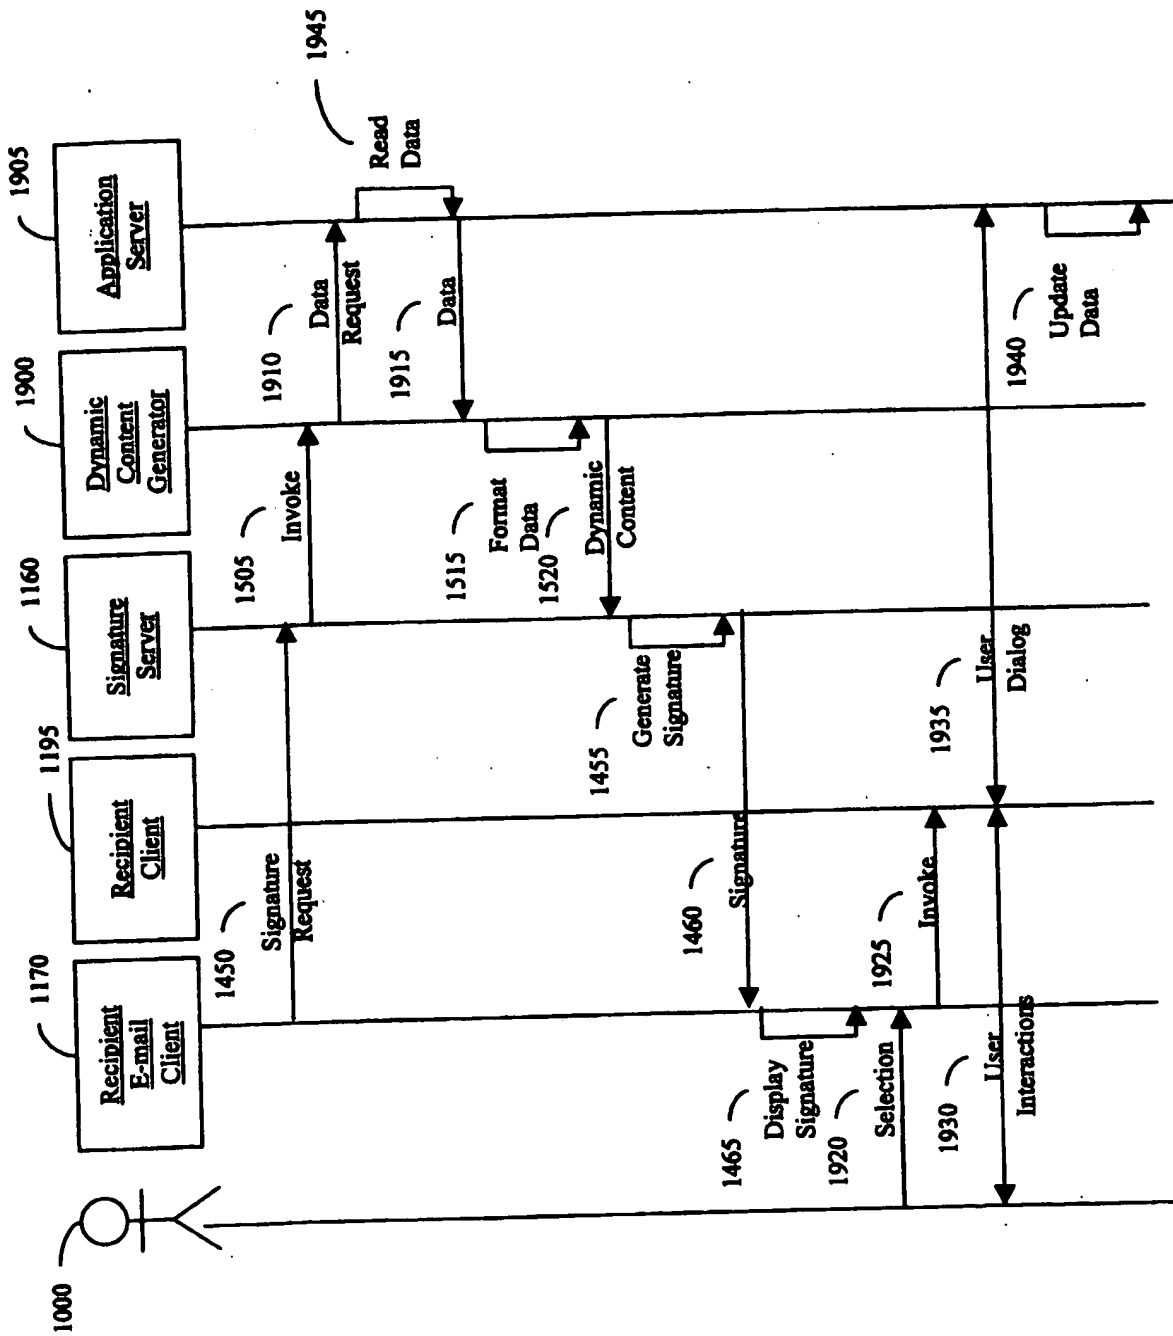 1000
1170
Recipient
E-mail
Client
1195
Recipient
Client
1160
Signature
Server
1900
Dynamic
Content
Generator
1905
Application
Server
1450
Signature
Request
1505
Invoke
1910
Data
Request
1945
Read
Data
1915
Data
1515
Format
Data
1520
Dynamic
Content
1455
Generate
Signature
1460
Signature
1465
Display
Signature
1920
Selection
1925
Invoke
1930
User
Interactions
1935
User
Dialog
1940
Update
Data